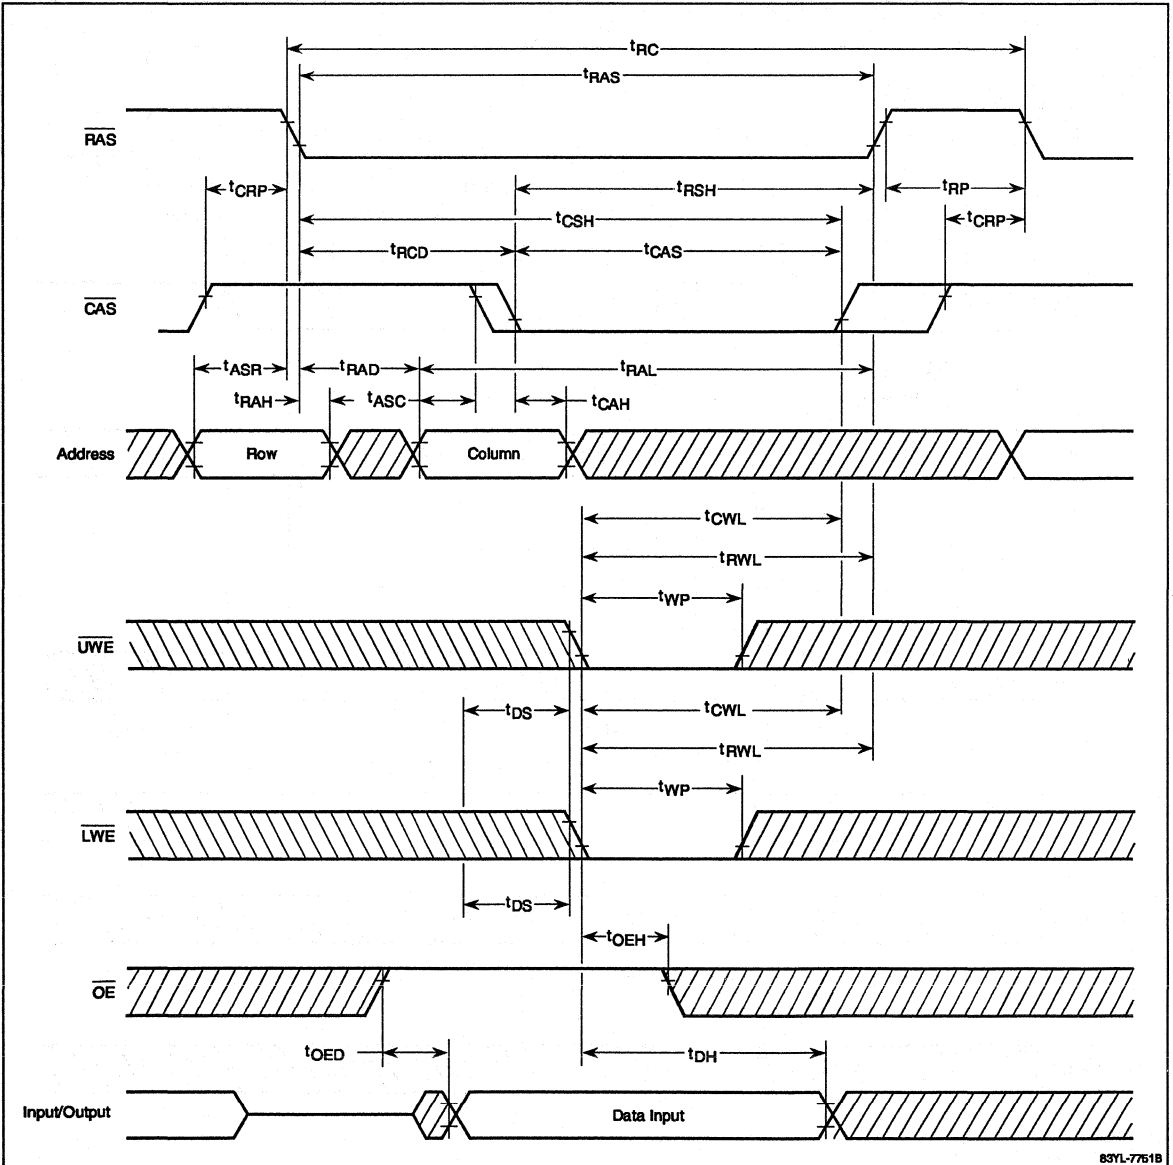 tRC
tRAS
RAS
tCRP
tRSH
tRP
tCSH
tCRP
tRCD
tCAS
CAS
tASR
tRAD
tRAL
tRAH
tASC
tCAH
Address
Row
Column
tCWL
tRWL
tWP
UWE
tDS
tCWL
tRWL
tWP
LWE
tDS
tOEH
OE
tOED
tDH
Input/Output
Data Input
83YL-7751B